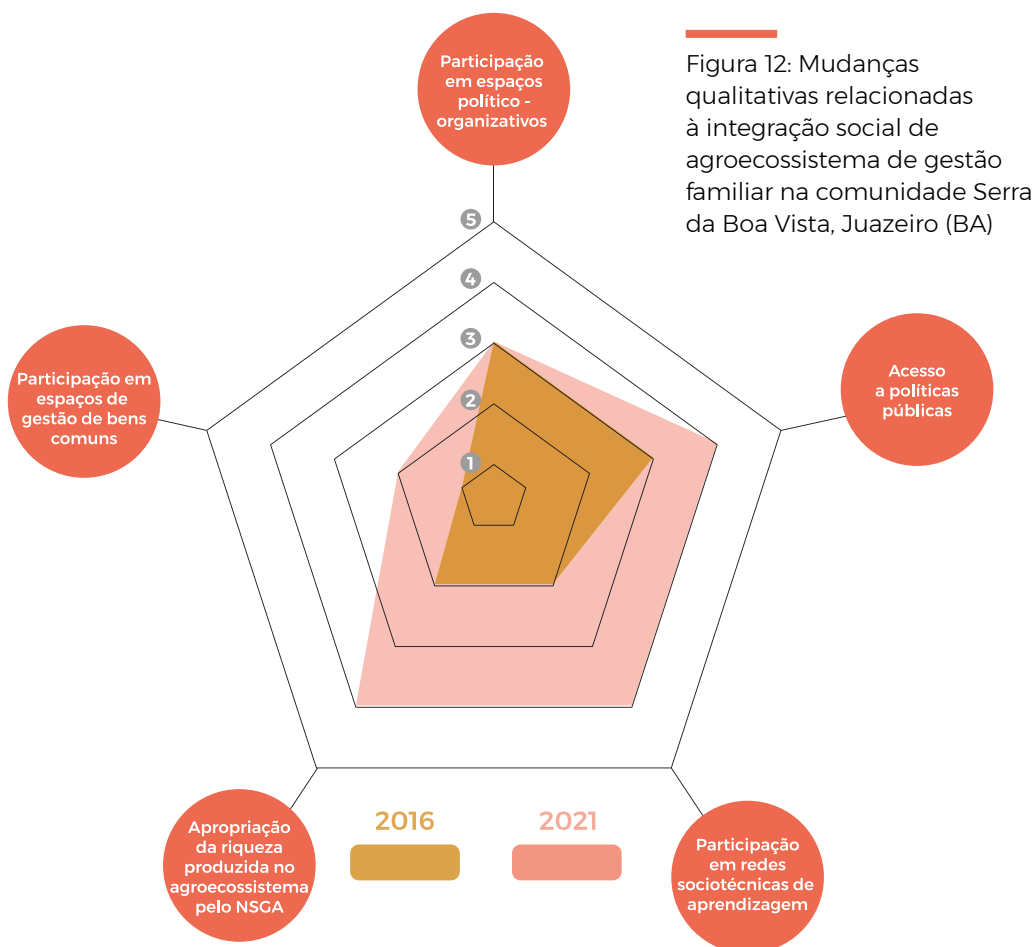 Figura 12: Mudanças
qualitativas relacionadas
à integração social de
agroecossistema de gestão
familiar na comunidade Serra
da Boa Vista, Juazeiro (BA)
Participação
em espaços
político -
organizativos
5
4
3
2
1
Participação em
espaços de
gestão de bens
comuns
Acesso
a políticas
públicas
Apropriação
da riqueza
produzida no
agroecossistema
pelo NSGA
2016
2021
Participação
em redes
sociotécnicas de
aprendizagem